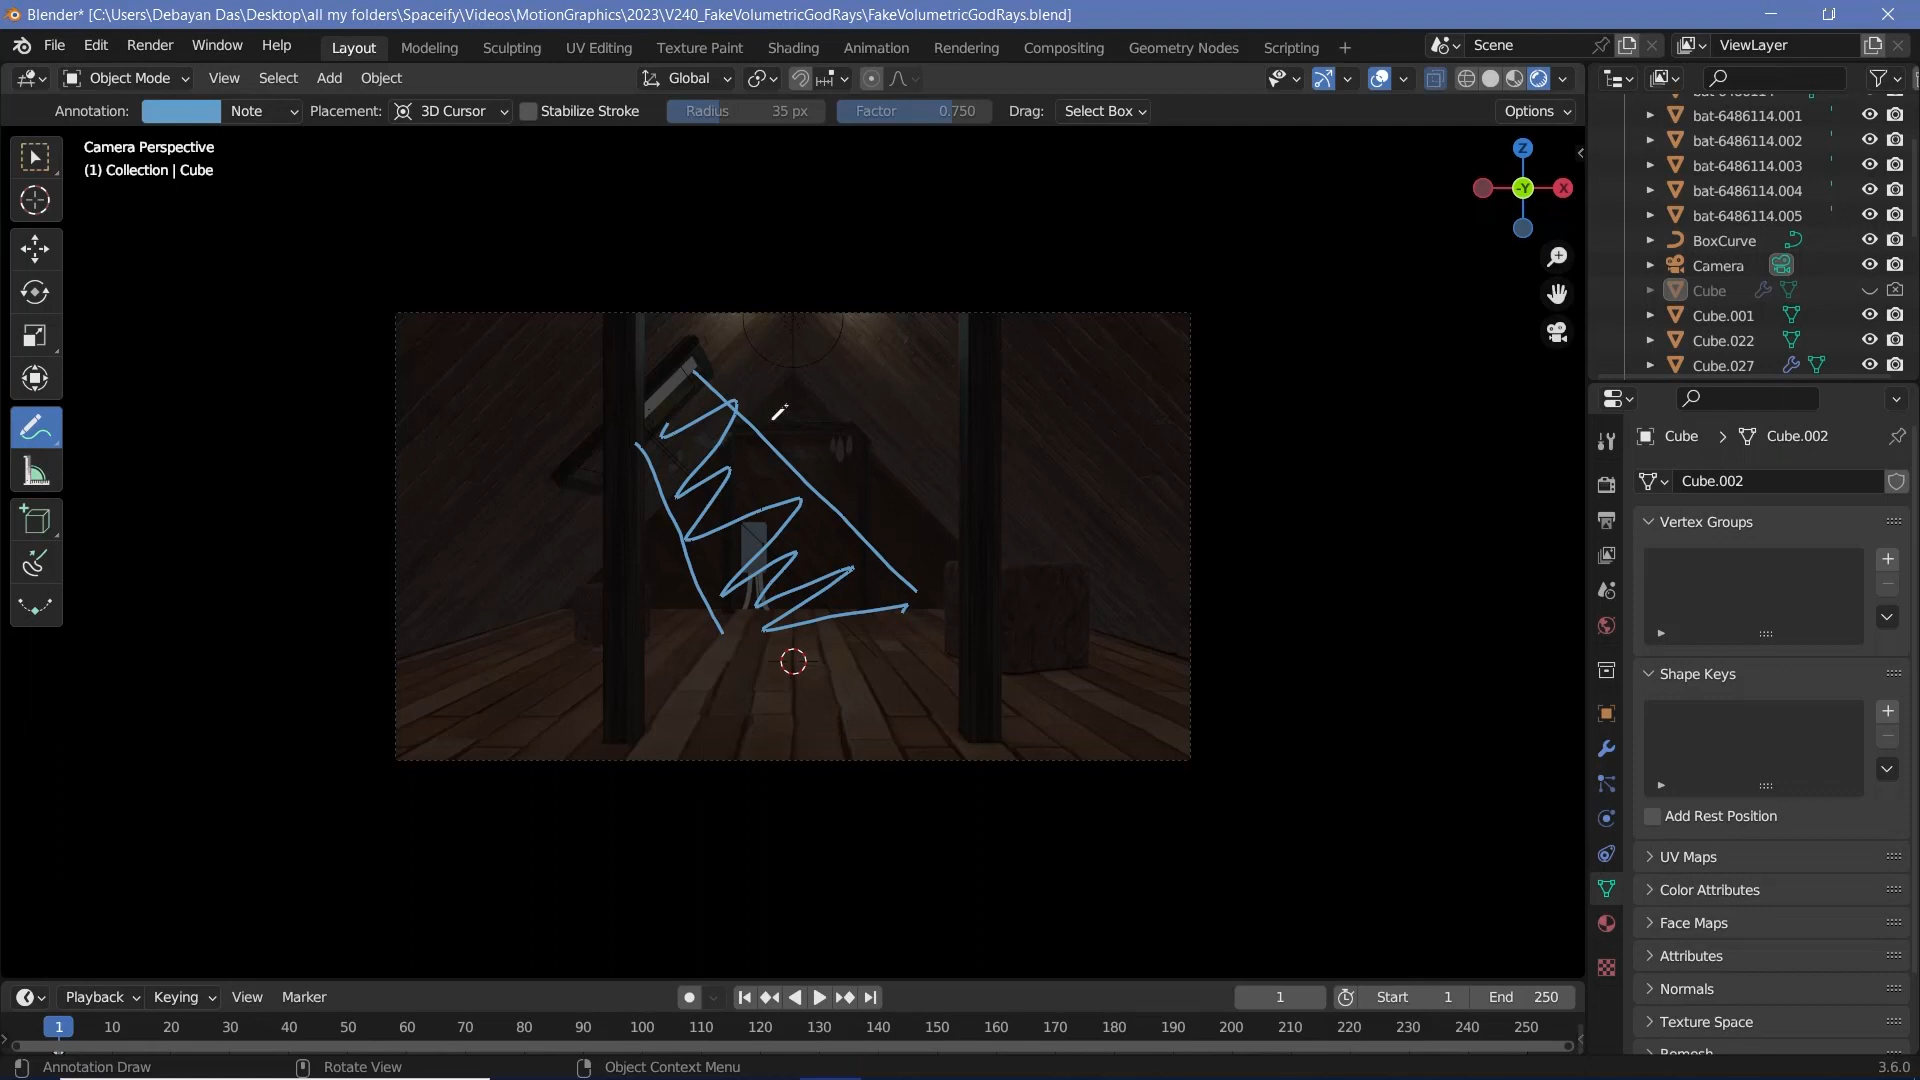 Blender* [C:\Users\Debayan Das\Desktop\all my folders\Spaceify\Videos\MotionGraphics\2023\V240_FakeVolumetricGodRays\FakeVolumetricGodRays.blend]
File Edit Render Window Help Layout Modeling Sculpting UV Editing Texture Paint Shading Animation Rendering Compositing Geometry Nodes Scripting + Scene ViewLayer
Object Mode View Select Add Object Global
Annotation: Note Placement: 3D Cursor Stabilize Stroke Radius 35 px Factor 0.750 Drag: Select Box Options
Camera Perspective
(1) Collection | Cube
Z
-Y X
bat-6486114.001
bat-6486114.002
bat-6486114.003
bat-6486114.004
bat-6486114.005
BoxCurve
Camera
Cube
Cube.001
Cube.022
Cube.027
Cube Cube.002
Cube.002
Vertex Groups
Shape Keys
Add Rest Position
UV Maps
Color Attributes
Face Maps
Attributes
Normals
Texture Space
Playback Keying View Marker 1 Start 1 End 250
1 10 20 30 40 50 60 70 80 90 100 110 120 130 140 150 160 170 180 190 200 210 220 230 240 250
Annotation Draw Rotate View Object Context Menu 3.6.0